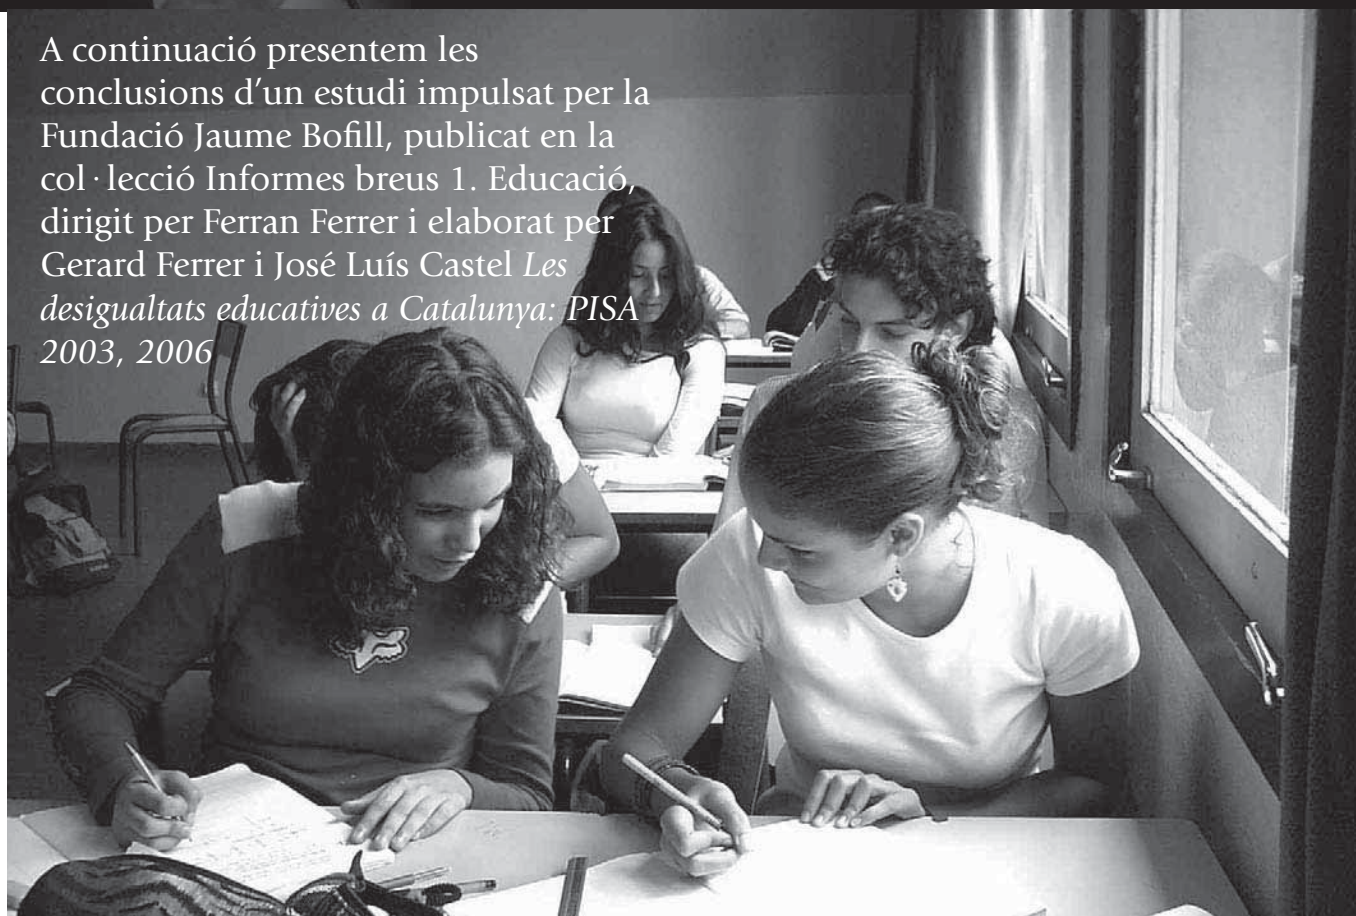 A continuació presentem les
conclusions d’un estudi impulsat per la
Fundació Jaume Bofill, publicat en la
col·lecció Informes breus 1. Educació,
dirigit per Ferran Ferrer i elaborat per
Gerard Ferrer i José Luís Castel Les
desigualtats educatives a Catalunya: PISA
2003, 2006